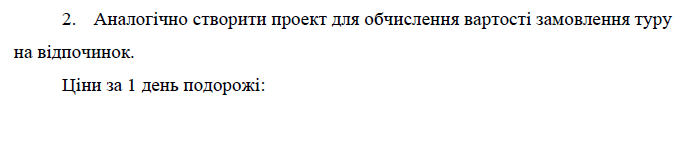 2. Аналогічно створити проект для обчислення вартості замовлення туру
на відпочинок.
Ціни за 1 день подорожі: